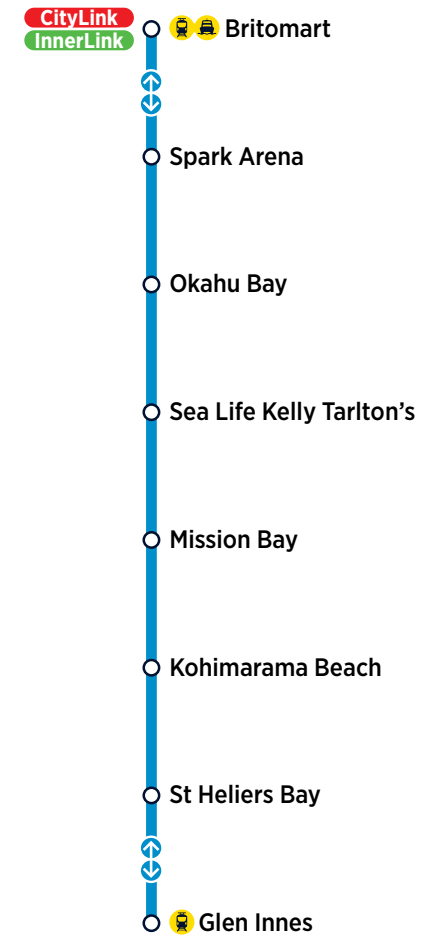 CityLink
InnerLink
Britomart
Spark Arena
Okahu Bay
Sea Life Kelly Tarlton’s
Mission Bay
Kohimarama Beach
St Heliers Bay
Glen Innes